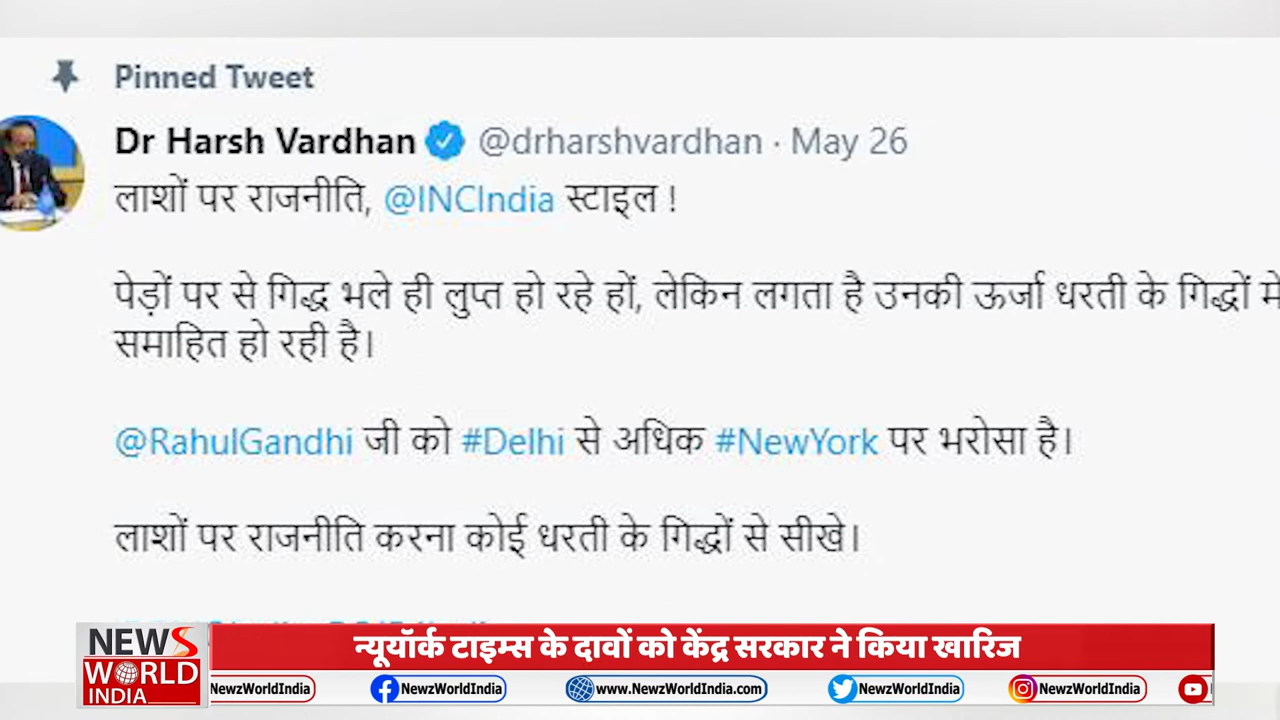 Pinned Tweet
Dr Harsh Vardhan @drharshvardhan · May 26
लाशों पर राजनीति, @INCIndia स्टाइल !
पेड़ों पर से गिद्ध भले ही लुप्त हो रहे हों, लेकिन लगता है उनकी ऊर्जा धरती के गिद्धों में
समाहित हो रही है।
@RahulGandhi जी को #Delhi से अधिक #NewYork पर भरोसा है।
लाशों पर राजनीति करना कोई धरती के गिद्धों से सीखे।
NEWS
WORLD
INDIA
न्यूयॉर्क टाइम्स के दावों को केंद्र सरकार ने किया खारिज
NewzWorldIndia NewzWorldIndia www.NewzWorldIndia.com NewzWorldIndia NewzWorldIndia